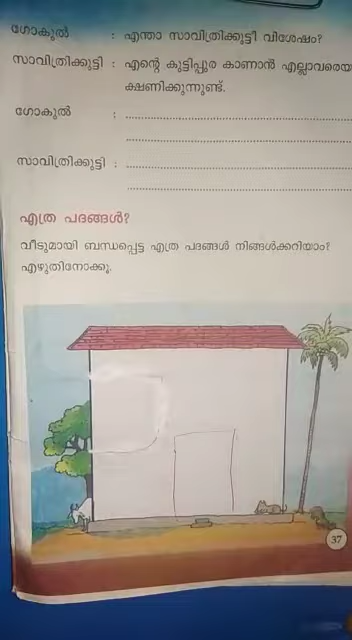 ഗോകുൽ : എന്താ സാവിത്രിക്കുട്ടീ വിശേഷം?
സാവിത്രിക്കുട്ടി : എന്റെ കുട്ടിപ്പുര കാണാൻ എല്ലാവരെയ
ക്ഷണിക്കുന്നുണ്ട്.
ഗോകുൽ : ........................................................
........................................................
സാവിത്രിക്കുട്ടി : ........................................................
........................................................
എത്ര പദങ്ങൾ?
വീടുമായി ബന്ധപ്പെട്ട എത്ര പദങ്ങൾ നിങ്ങൾക്കറിയാം?
എഴുതിനോക്കൂ.
37